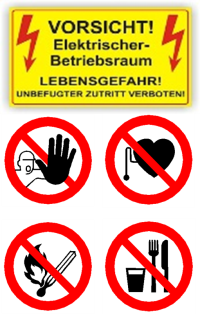 VORSICHT!
Elektrischer-
Betriebsraum
LEBENSGEFAHR!
UNBEFUGTER ZUTRITT VERBOTEN!